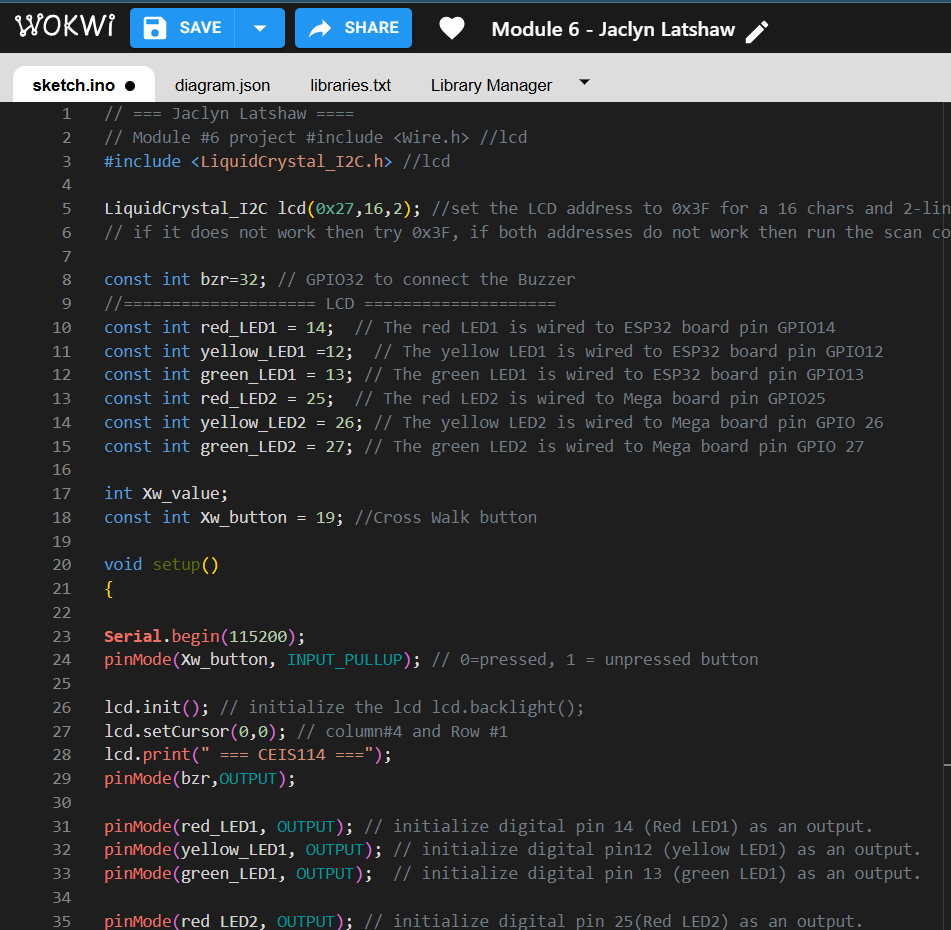 WOKWI SAVE SHARE Module 6 - Jaclyn Latshaw
sketch.ino diagram.json libraries.txt Library Manager
1 // === Jaclyn Latshaw ====
2 // Module #6 project #include <Wire.h> //lcd
3 #include <LiquidCrystal_I2C.h> //lcd
4
5 LiquidCrystal_I2C lcd(0x27,16,2); //set the LCD address to 0x3F for a 16 chars and 2-lin
6 // if it does not work then try 0x3F, if both addresses do not work then run the scan co
7
8 const int bzr=32; // GPIO32 to connect the Buzzer
9 //==================== LCD ====================
10 const int red_LED1 = 14;  // The red LED1 is wired to ESP32 board pin GPIO14
11 const int yellow_LED1 =12;  // The yellow LED1 is wired to ESP32 board pin GPIO12
12 const int green_LED1 = 13; // The green LED1 is wired to ESP32 board pin GPIO13
13 const int red_LED2 = 25;  // The red LED2 is wired to Mega board pin GPIO25
14 const int yellow_LED2 = 26; // The yellow LED2 is wired to Mega board pin GPIO 26
15 const int green_LED2 = 27; // The green LED2 is wired to Mega board pin GPIO 27
16
17 int Xw_value;
18 const int Xw_button = 19; //Cross Walk button
19
20 void setup()
21 {
22
23 Serial.begin(115200);
24 pinMode(Xw_button, INPUT_PULLUP); // 0=pressed, 1 = unpressed button
25
26 lcd.init(); // initialize the lcd lcd.backlight();
27 lcd.setCursor(0,0); // column#4 and Row #1
28 lcd.print(" === CEIS114 ===");
29 pinMode(bzr,OUTPUT);
30
31 pinMode(red_LED1, OUTPUT); // initialize digital pin 14 (Red LED1) as an output.
32 pinMode(yellow_LED1, OUTPUT); // initialize digital pin12 (yellow LED1) as an output.
33 pinMode(green_LED1, OUTPUT);  // initialize digital pin 13 (green LED1) as an output.
34
35 pinMode(red LED2, OUTPUT); // initialize digital pin 25(Red LED2) as an output.